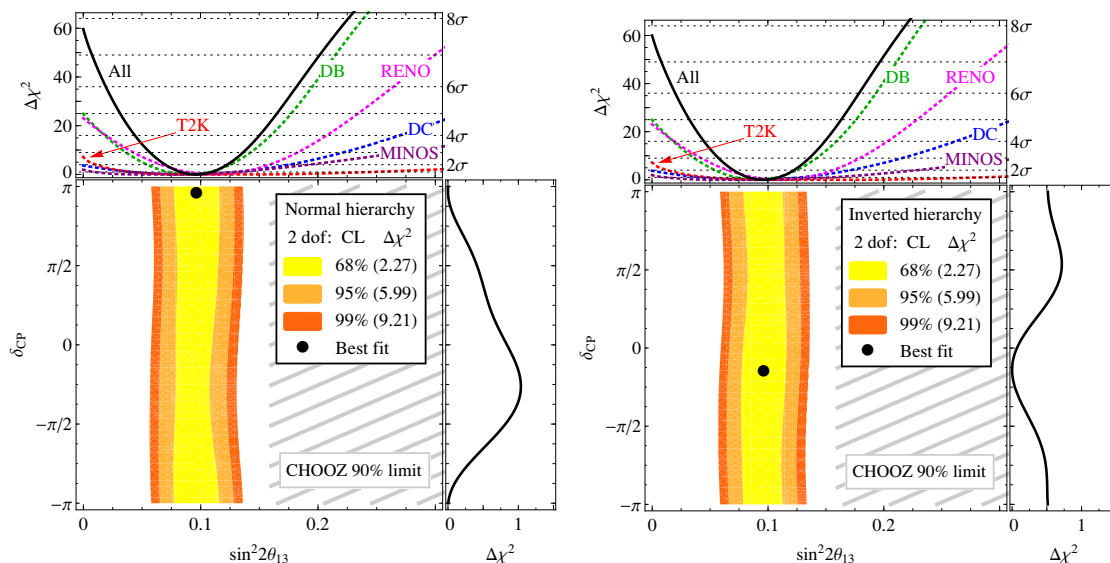 60
40
20
0
Δχ²
All
T2K
DB
RENO
DC
MINOS
8σ
6σ
4σ
2σ
π
π/2
0
−π/2
−π
δCP
Normal hierarchy
2 dof: CL Δχ²
68% (2.27)
95% (5.99)
99% (9.21)
Best fit
CHOOZ 90% limit
0 0.1 0.2 0 1
sin²2θ₁₃ Δχ²
60
40
20
0
Δχ²
All
T2K
DB
RENO
DC
MINOS
8σ
6σ
4σ
2σ
π
π/2
0
−π/2
−π
δCP
Inverted hierarchy
2 dof: CL Δχ²
68% (2.27)
95% (5.99)
99% (9.21)
Best fit
CHOOZ 90% limit
0 0.1 0.2 0 1
sin²2θ₁₃ Δχ²